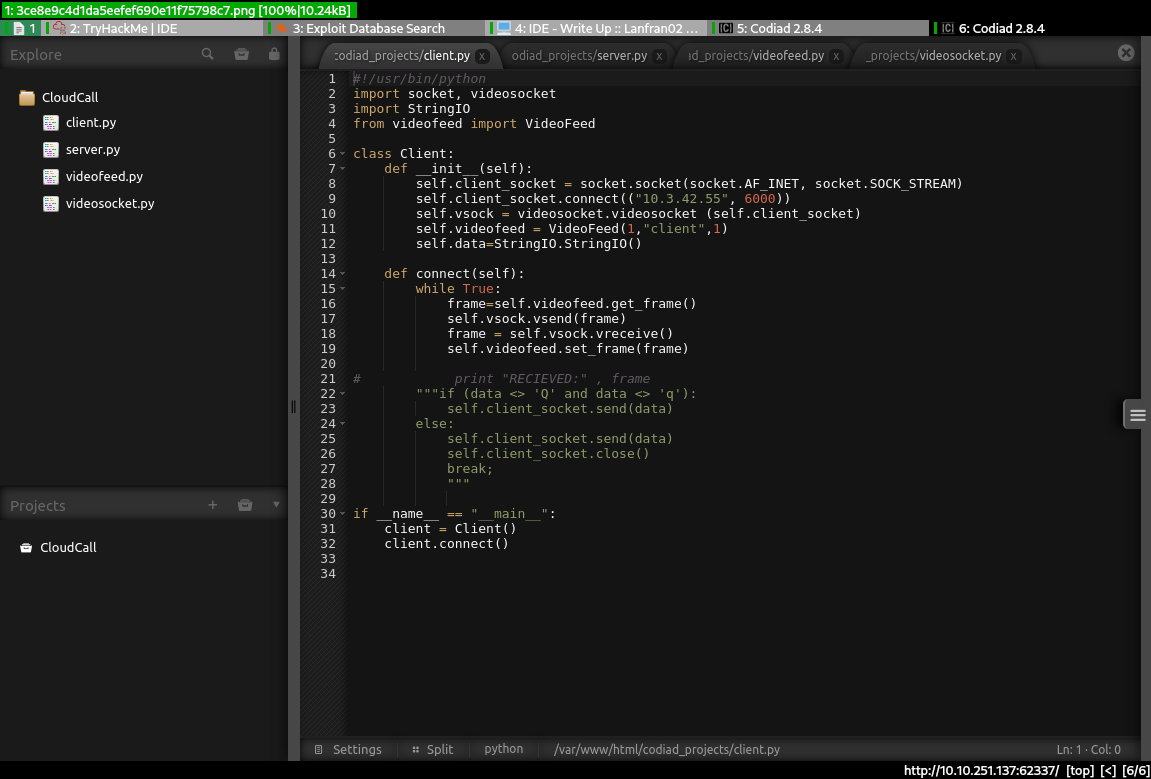 1: 3ce8e9c4d1da5eefef690e11f75798c7.png [100%|10.24kB]
1 2: TryHackMe | IDE 3: Exploit Database Search 4: IDE - Write Up :: Lanfran02 ... 5: Codiad 2.8.4 6: Codiad 2.8.4
Explore
CloudCall
client.py
server.py
videofeed.py
videosocket.py
Projects
CloudCall
codiad_projects/client.py x odiad_projects/server.py x d_projects/videofeed.py x _projects/videosocket.py x
1 #!/usr/bin/python
2 import socket, videosocket
3 import StringIO
4 from videofeed import VideoFeed
5
6 class Client:
7     def __init__(self):
8         self.client_socket = socket.socket(socket.AF_INET, socket.SOCK_STREAM)
9         self.client_socket.connect(("10.3.42.55", 6000))
10         self.vsock = videosocket.videosocket (self.client_socket)
11         self.videofeed = VideoFeed(1,"client",1)
12         self.data=StringIO.StringIO()
13
14     def connect(self):
15         while True:
16             frame=self.videofeed.get_frame()
17             self.vsock.vsend(frame)
18             frame = self.vsock.vreceive()
19             self.videofeed.set_frame(frame)
20
21 #            print "RECIEVED:" , frame
22         """if (data <> 'Q' and data <> 'q'):
23             self.client_socket.send(data)
24         else:
25             self.client_socket.send(data)
26             self.client_socket.close()
27             break;
28             """
29
30 if __name__ == "__main__":
31     client = Client()
32     client.connect()
33
34
Settings Split python /var/www/html/codiad_projects/client.py Ln: 1 · Col: 0
http://10.10.251.137:62337/ [top] [<] [6/6]